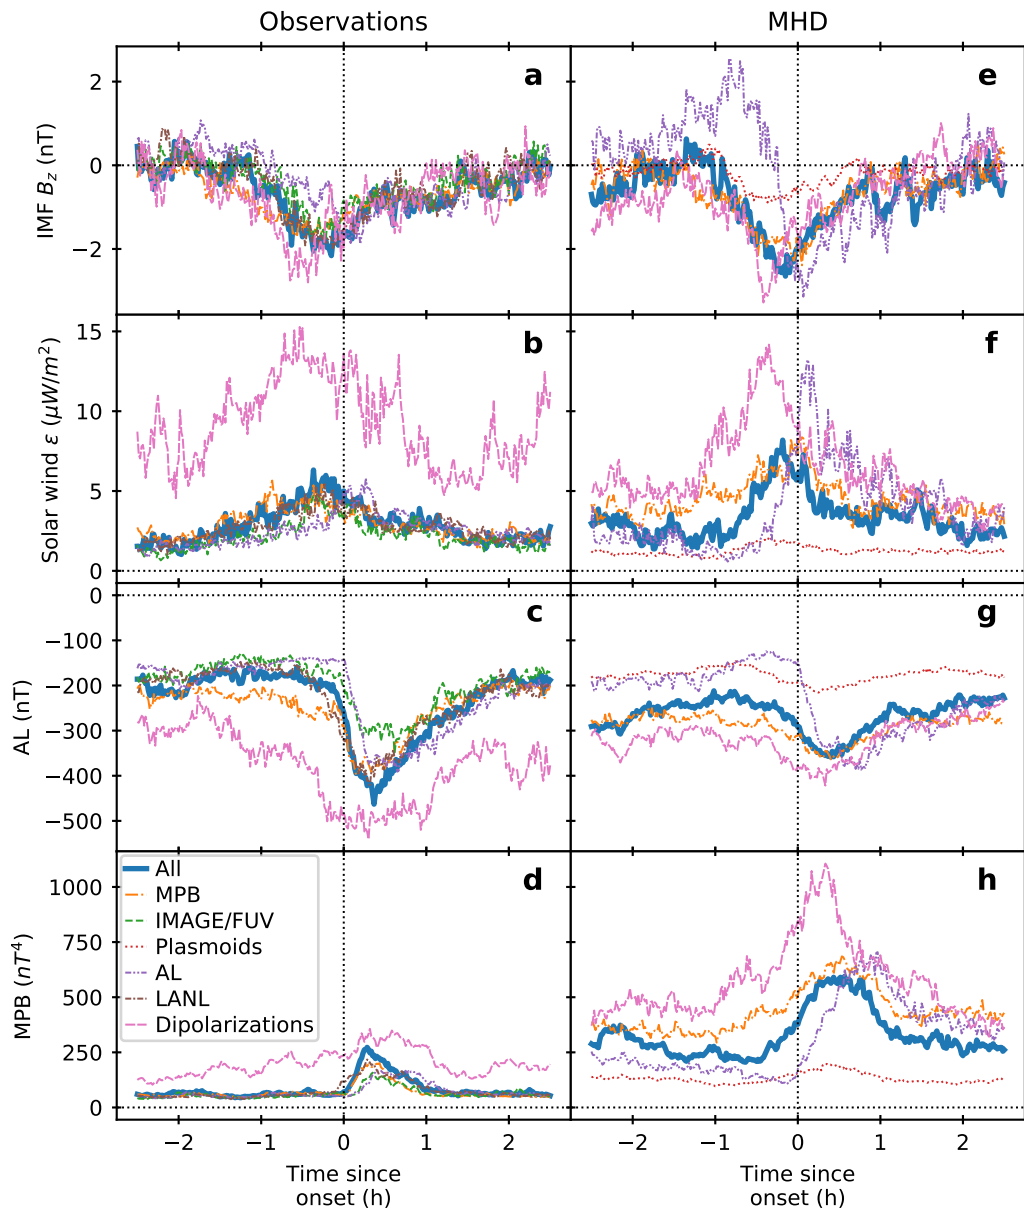 Observations
MHD
IMF B_z (nT)
2
0
−2
a
e
Solar wind ε (μW/m²)
15
10
5
0
b
f
AL (nT)
0
−100
−200
−300
−400
−500
c
g
MPB (nT⁴)
1000
750
500
250
0
d
h
All
MPB
IMAGE/FUV
Plasmoids
AL
LANL
Dipolarizations
−2 −1 0 1 2
−2 −1 0 1 2
Time since
onset (h)
Time since
onset (h)